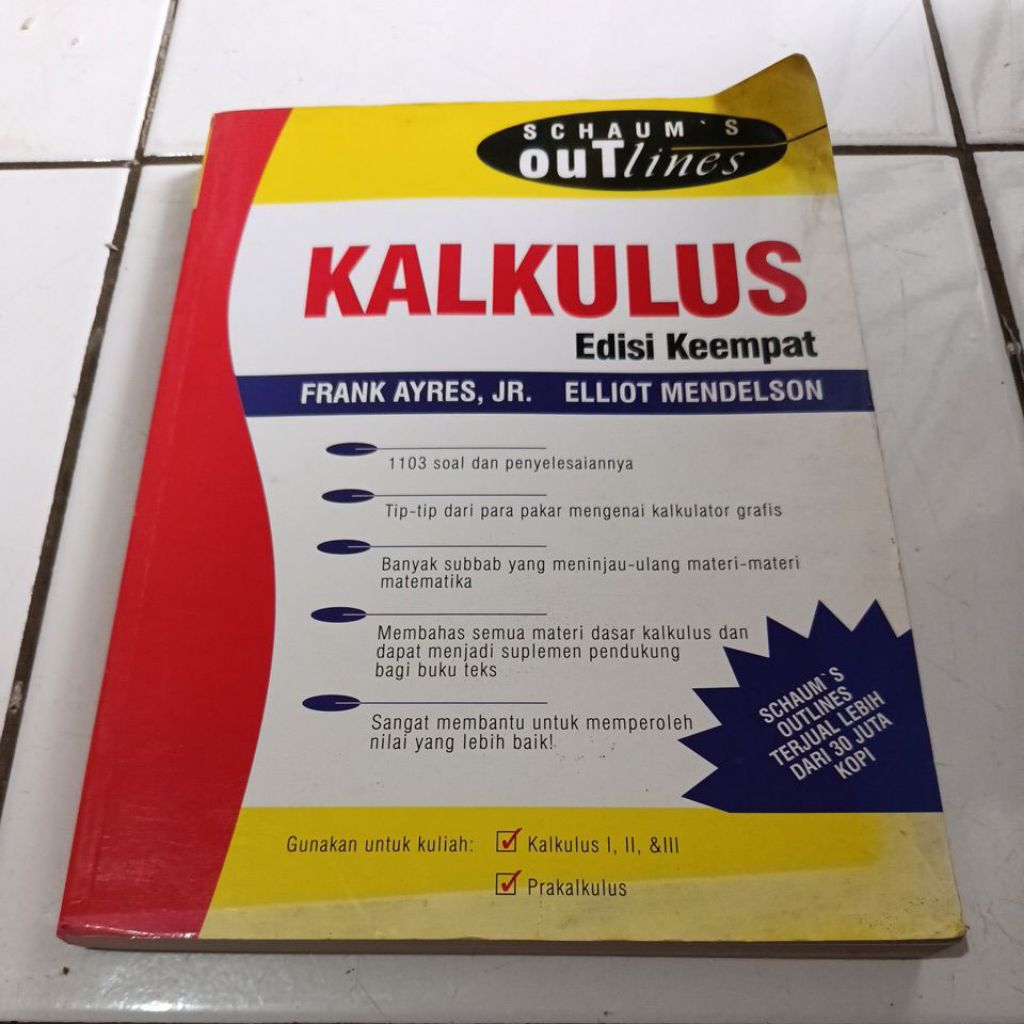 SCHAUM`S
ouTlines
KALKULUS
Edisi Keempat
FRANK AYRES, JR. ELLIOT MENDELSON
1103 soal dan penyelesaiannya
Tip-tip dari para pakar mengenai kalkulator grafis
Banyak subbab yang meninjau-ulang materi-materi
matematika
Membahas semua materi dasar kalkulus dan
dapat menjadi suplemen pendukung
bagi buku teks
Sangat membantu untuk memperoleh
nilai yang lebih baik!
SCHAUM`S
OUTLINES
TERJUAL LEBIH
DARI 30 JUTA
KOPI
Gunakan untuk kuliah: Kalkulus I, II, &III
Prakalkulus